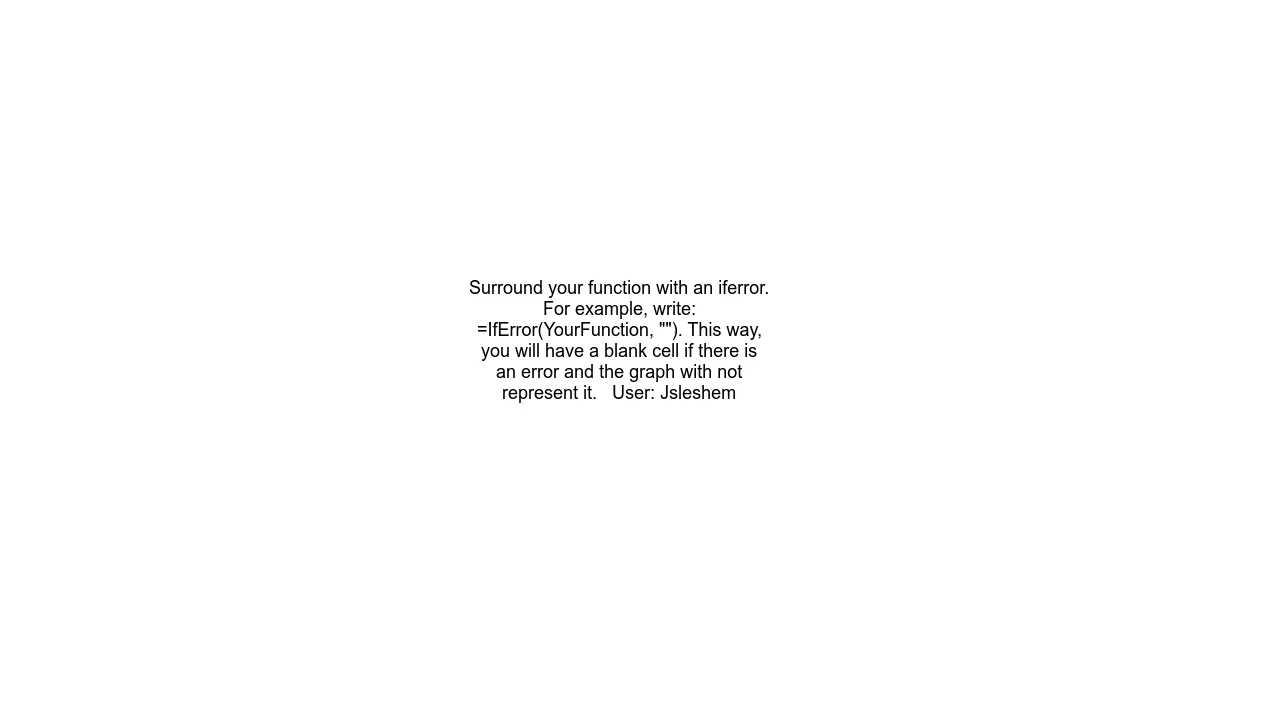 Surround your function with an iferror.
For example, write:
=IfError(YourFunction, ""). This way,
you will have a blank cell if there is
an error and the graph with not
represent it.   User: Jsleshem